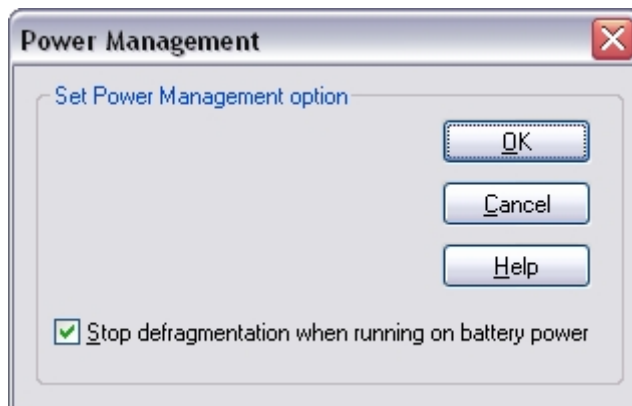 Power Management
Set Power Management option
OK
Cancel
Help
Stop defragmentation when running on battery power